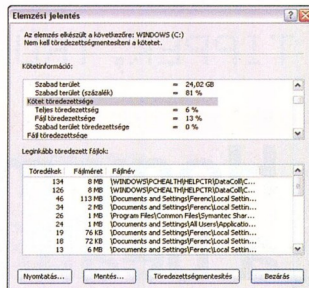 Elemzési jelentés
Az elemzés elkészült a következőre: WINDOWS (C:)
Nem kell töredezettségmentesíteni a kötetet.
Kötetinformáció:
Szabad terület = 24,02 GB
Szabad terület (százalék) = 81 %
Kötet töredezettsége
Teljes töredezettség = 6 %
Fájl töredezettsége = 13 %
Szabad terület töredezettsége = 0 %
Fájl töredezettsége
Leginkább töredezett fájlok:
Töredékek Fájlméret Fájlnév
134 8 MB \WINDOWS\PCHEALTH\HELPCTR\DataColl\C...
126 8 MB \WINDOWS\PCHEALTH\HELPCTR\DataColl\C...
46 113 MB \Documents and Settings\Ferenc\Local Settin...
34 2 MB \Documents and Settings\Ferenc\Local Settin...
26 1 MB \Program Files\Common Files\Symantec Shar...
24 1 MB \Documents and Settings\All Users\Applicatio...
19 76 KB \Documents and Settings\Ferenc\Local Settin...
18 72 KB \Documents and Settings\Ferenc\Local Settin...
13 6 MB \Documents and Settings\Ferenc\Local Settin...
Nyomtatás... Mentés... Töredezettségmentesítés Bezárás